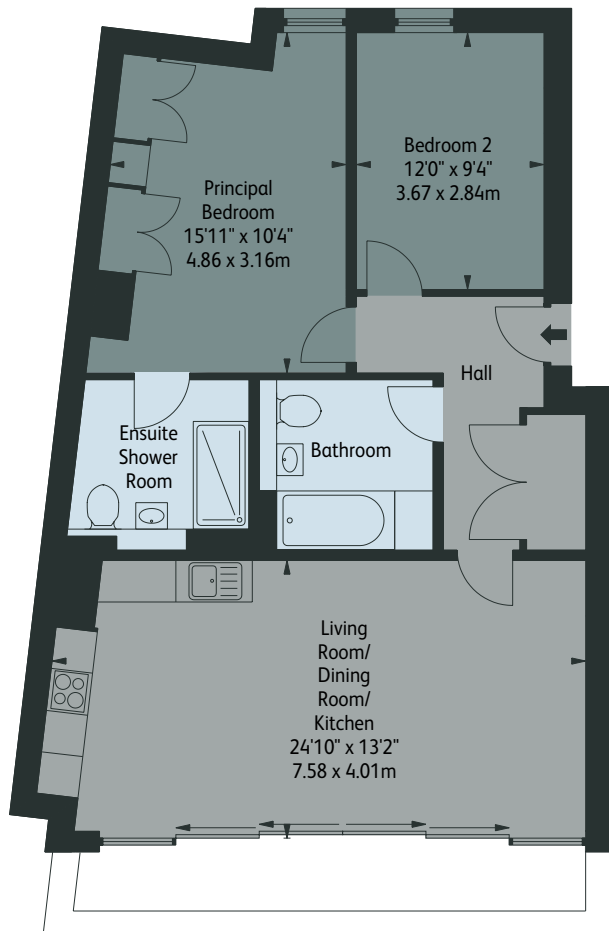 Bedroom 2
12'0" x 9'4"
3.67 x 2.84m
Principal
Bedroom
15'11" x 10'4"
4.86 x 3.16m
Hall
Ensuite
Shower
Room
Bathroom
Living
Room/
Dining
Room/
Kitchen
24'10" x 13'2"
7.58 x 4.01m